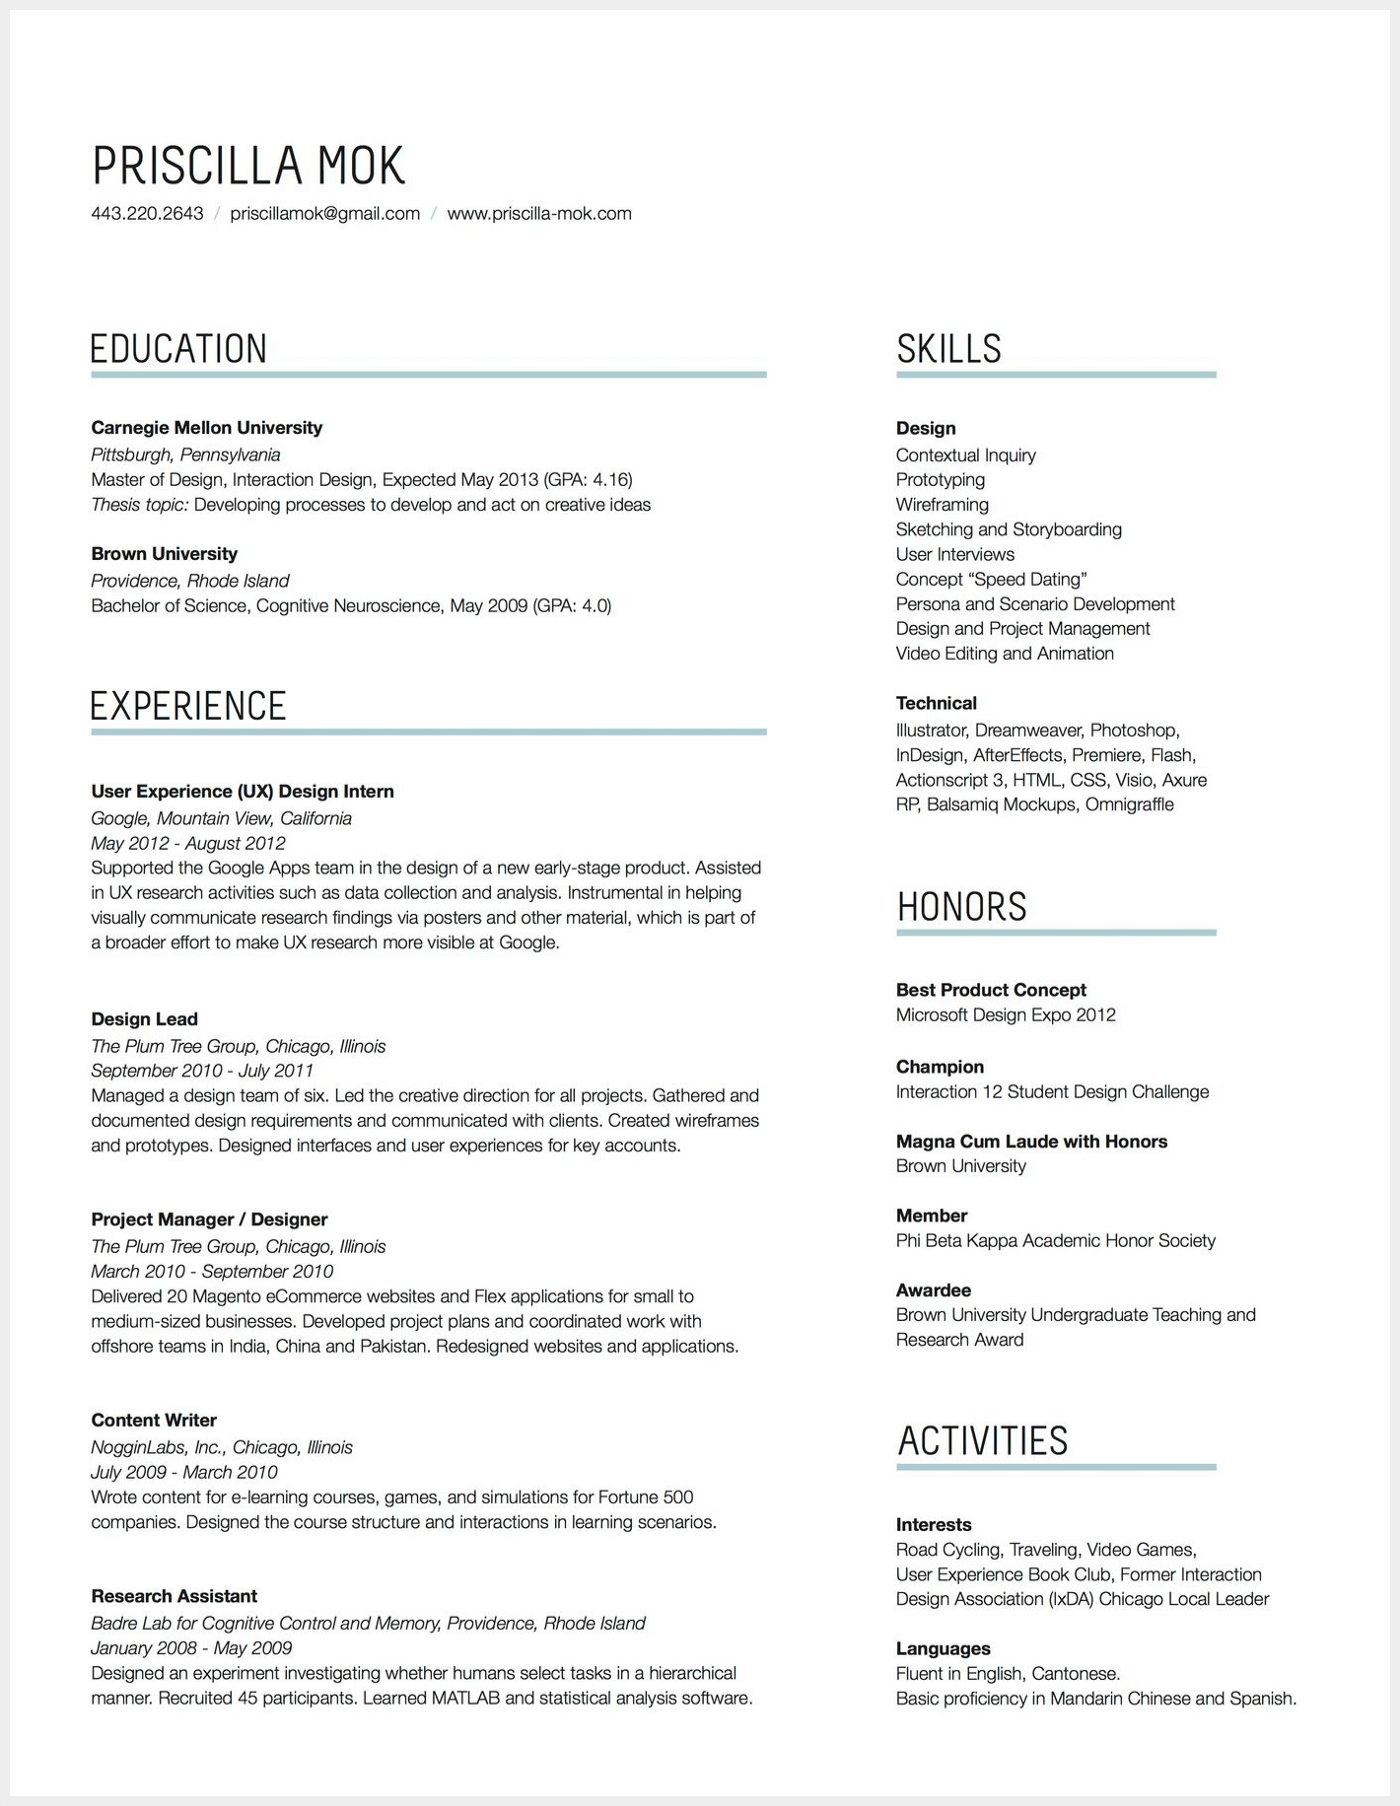 PRISCILLA MOK
443.220.2643 / priscillamok@gmail.com / www.priscilla-mok.com
EDUCATION
Carnegie Mellon University
Pittsburgh, Pennsylvania
Master of Design, Interaction Design, Expected May 2013 (GPA: 4.16)
Thesis topic: Developing processes to develop and act on creative ideas
Brown University
Providence, Rhode Island
Bachelor of Science, Cognitive Neuroscience, May 2009 (GPA: 4.0)
EXPERIENCE
User Experience (UX) Design Intern
Google, Mountain View, California
May 2012 - August 2012
Supported the Google Apps team in the design of a new early-stage product. Assisted
in UX research activities such as data collection and analysis. Instrumental in helping
visually communicate research findings via posters and other material, which is part of
a broader effort to make UX research more visible at Google.
Design Lead
The Plum Tree Group, Chicago, Illinois
September 2010 - July 2011
Managed a design team of six. Led the creative direction for all projects. Gathered and
documented design requirements and communicated with clients. Created wireframes
and prototypes. Designed interfaces and user experiences for key accounts.
Project Manager / Designer
The Plum Tree Group, Chicago, Illinois
March 2010 - September 2010
Delivered 20 Magento eCommerce websites and Flex applications for small to
medium-sized businesses. Developed project plans and coordinated work with
offshore teams in India, China and Pakistan. Redesigned websites and applications.
Content Writer
NogginLabs, Inc., Chicago, Illinois
July 2009 - March 2010
Wrote content for e-learning courses, games, and simulations for Fortune 500
companies. Designed the course structure and interactions in learning scenarios.
Research Assistant
Badre Lab for Cognitive Control and Memory, Providence, Rhode Island
January 2008 - May 2009
Designed an experiment investigating whether humans select tasks in a hierarchical
manner. Recruited 45 participants. Learned MATLAB and statistical analysis software.
SKILLS
Design
Contextual Inquiry
Prototyping
Wireframing
Sketching and Storyboarding
User Interviews
Concept “Speed Dating”
Persona and Scenario Development
Design and Project Management
Video Editing and Animation
Technical
Illustrator, Dreamweaver, Photoshop,
InDesign, AfterEffects, Premiere, Flash,
Actionscript 3, HTML, CSS, Visio, Axure
RP, Balsamiq Mockups, Omnigraffle
HONORS
Best Product Concept
Microsoft Design Expo 2012
Champion
Interaction 12 Student Design Challenge
Magna Cum Laude with Honors
Brown University
Member
Phi Beta Kappa Academic Honor Society
Awardee
Brown University Undergraduate Teaching and
Research Award
ACTIVITIES
Interests
Road Cycling, Traveling, Video Games,
User Experience Book Club, Former Interaction
Design Association (IxDA) Chicago Local Leader
Languages
Fluent in English, Cantonese.
Basic proficiency in Mandarin Chinese and Spanish.